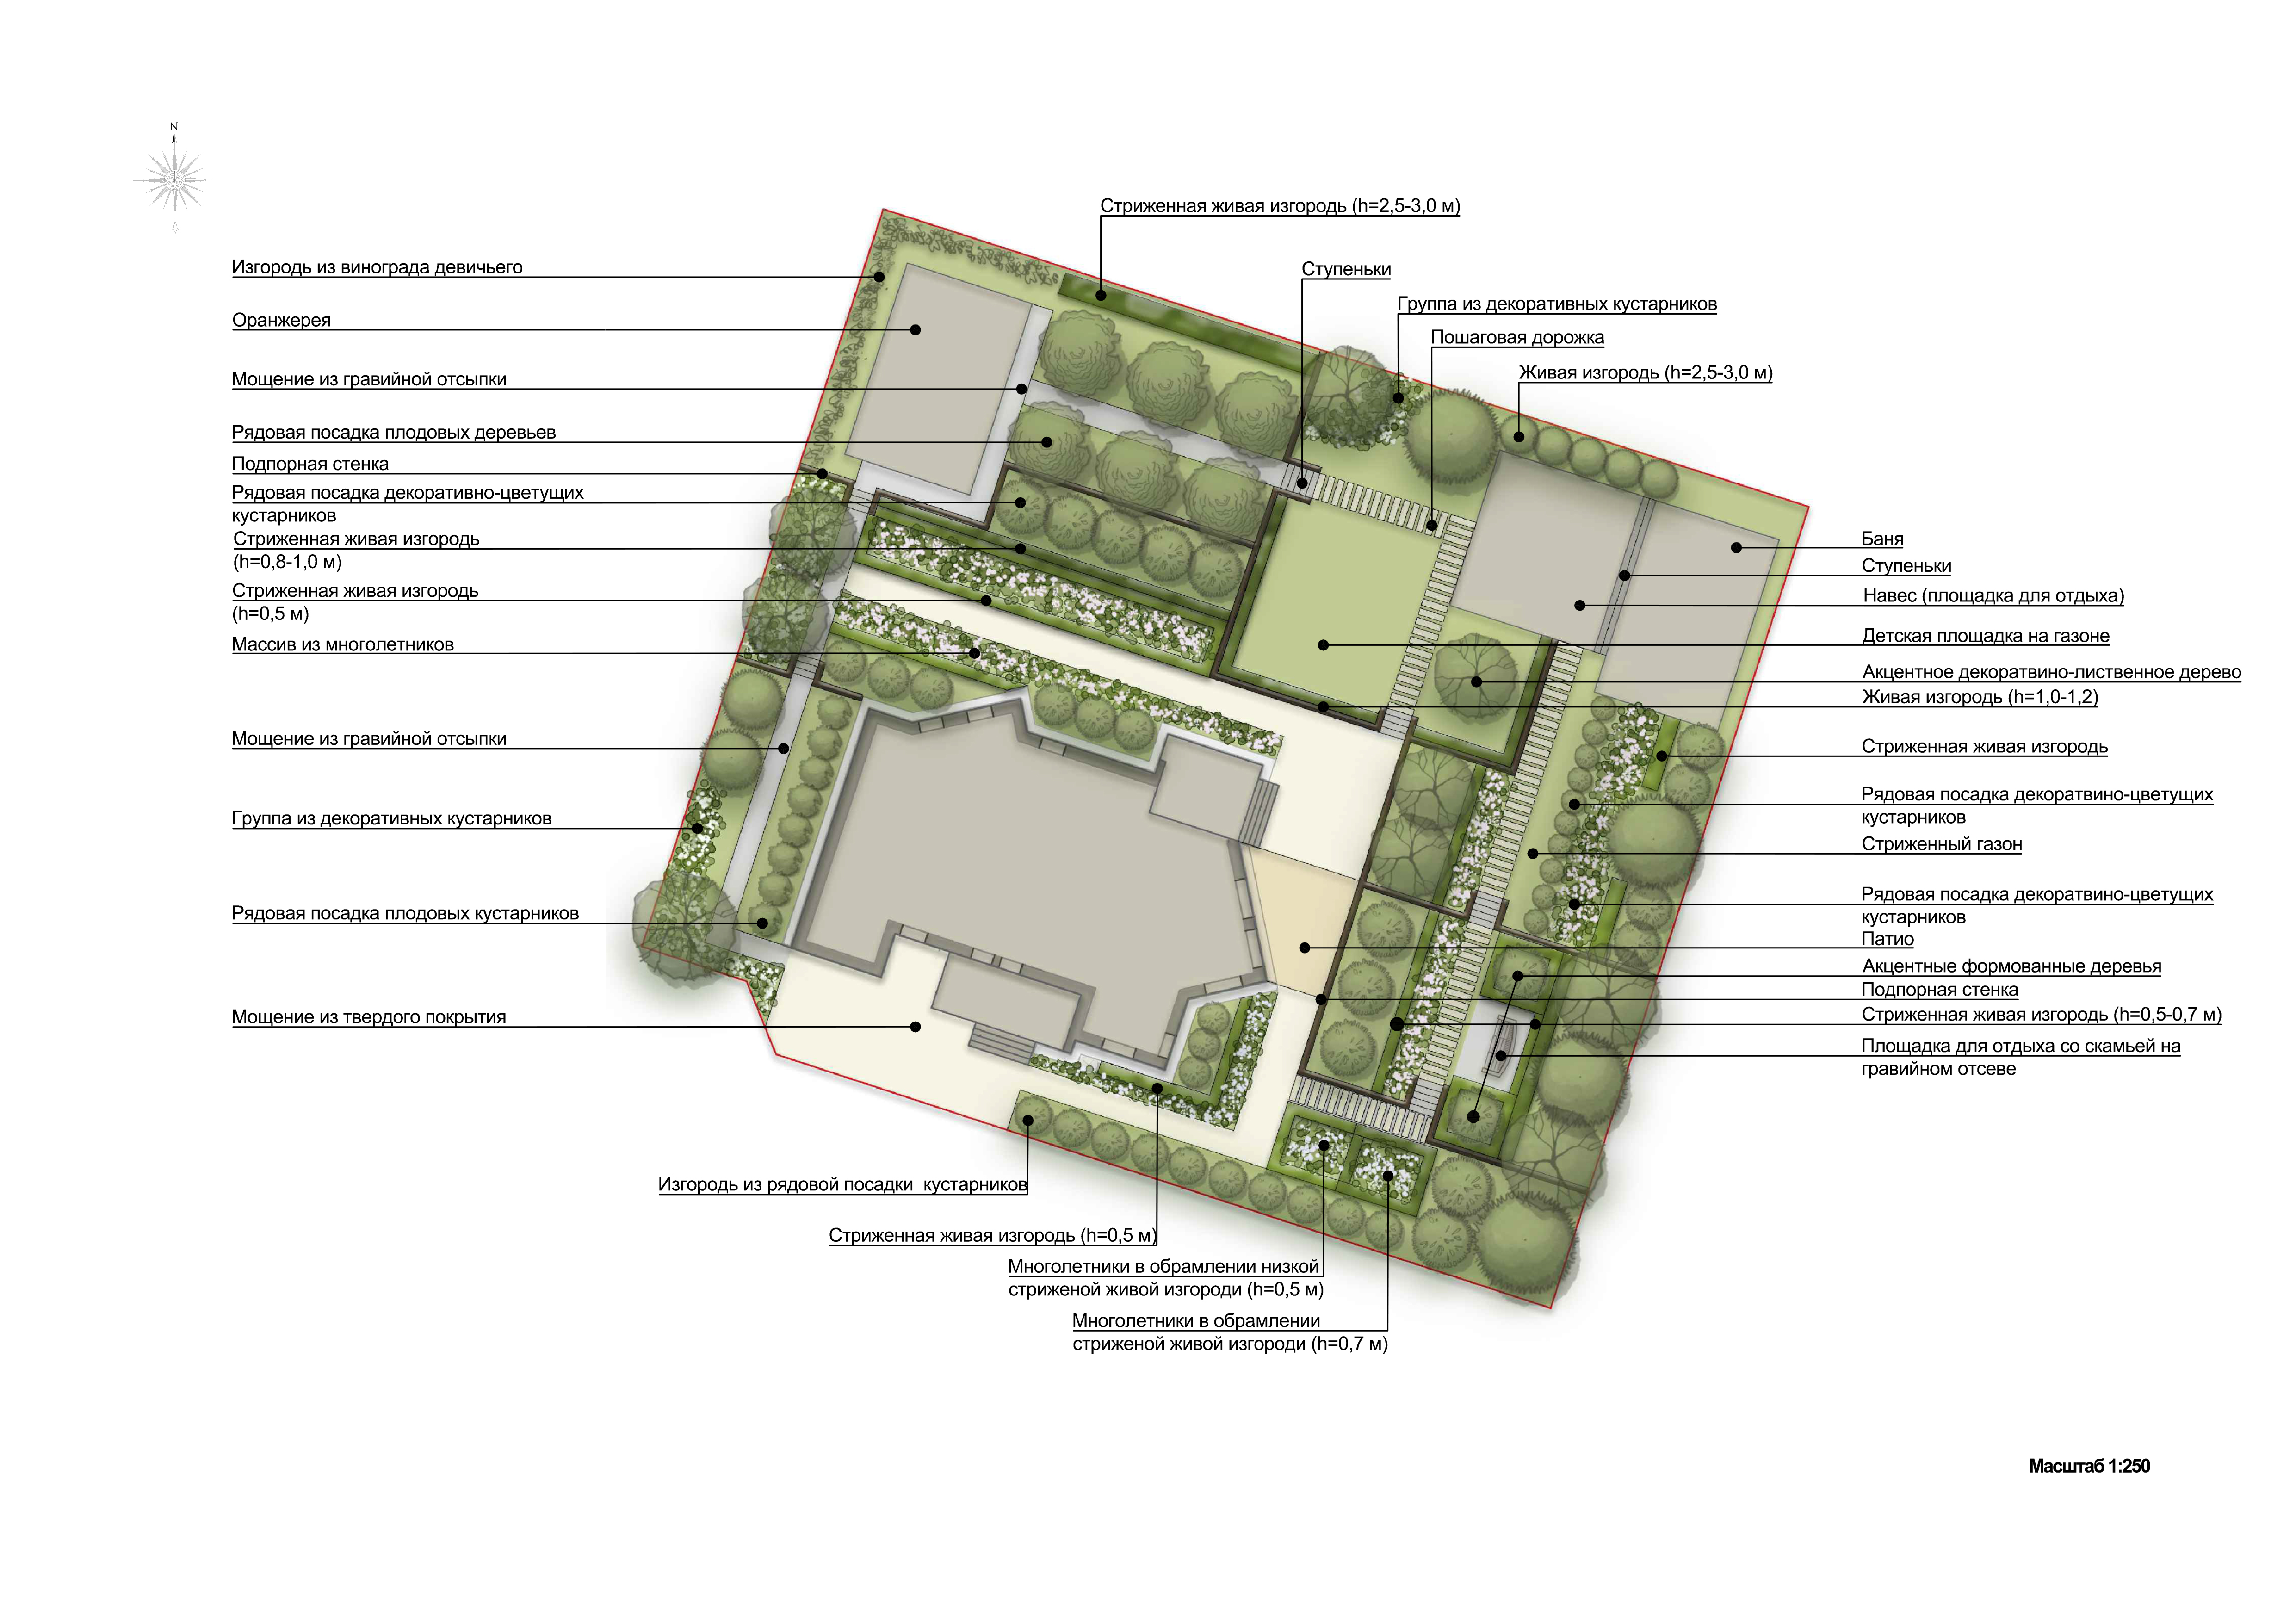 N
Стриженная живая изгородь (h=2,5-3,0 м)
Ступеньки
Группа из декоративных кустарников
Пошаговая дорожка
Живая изгородь (h=2,5-3,0 м)
Изгородь из винограда девичьего
Оранжерея
Мощение из гравийной отсыпки
Рядовая посадка плодовых деревьев
Подпорная стенка
Рядовая посадка декоративно-цветущих
кустарников
Стриженная живая изгородь
(h=0,8-1,0 м)
Стриженная живая изгородь
(h=0,5 м)
Массив из многолетников
Мощение из гравийной отсыпки
Группа из декоративных кустарников
Рядовая посадка плодовых кустарников
Мощение из твердого покрытия
Баня
Ступеньки
Навес (площадка для отдыха)
Детская площадка на газоне
Акцентное декоратвино-лиственное дерево
Живая изгородь (h=1,0-1,2)
Стриженная живая изгородь
Рядовая посадка декоратвино-цветущих
кустарников
Стриженный газон
Рядовая посадка декоратвино-цветущих
кустарников
Патио
Акцентные формованные деревья
Подпорная стенка
Стриженная живая изгородь (h=0,5-0,7 м)
Площадка для отдыха со скамьей на
гравийном отсеве
Изгородь из рядовой посадки кустарников
Стриженная живая изгородь (h=0,5 м)
Многолетники в обрамлении низкой
стриженой живой изгороди (h=0,5 м)
Многолетники в обрамлении
стриженой живой изгороди (h=0,7 м)
Масштаб 1:250